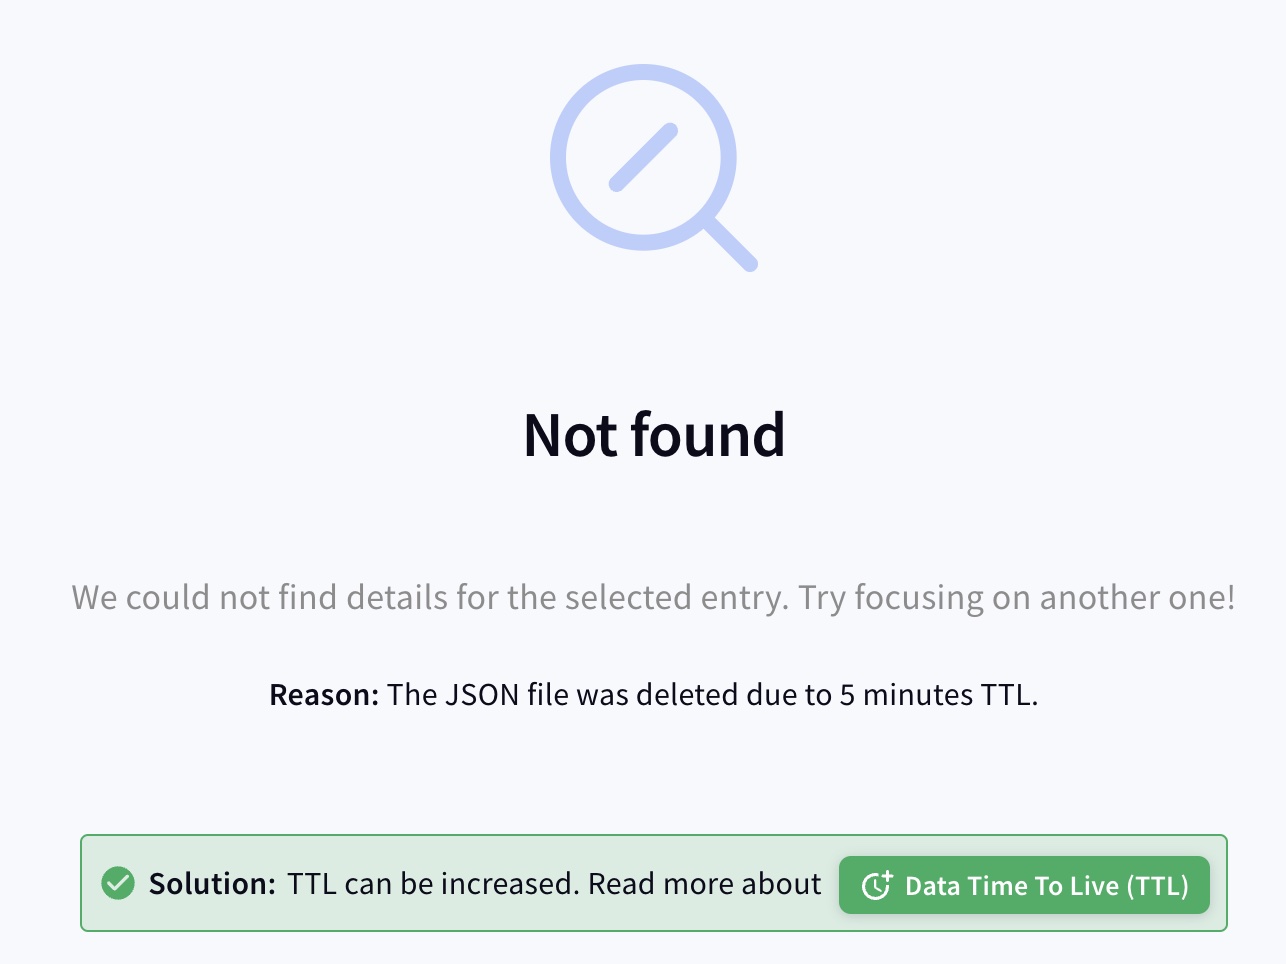 Not found
We could not find details for the selected entry. Try focusing on another one!
Reason: The JSON file was deleted due to 5 minutes TTL.
Solution: TTL can be increased. Read more about Data Time To Live (TTL)